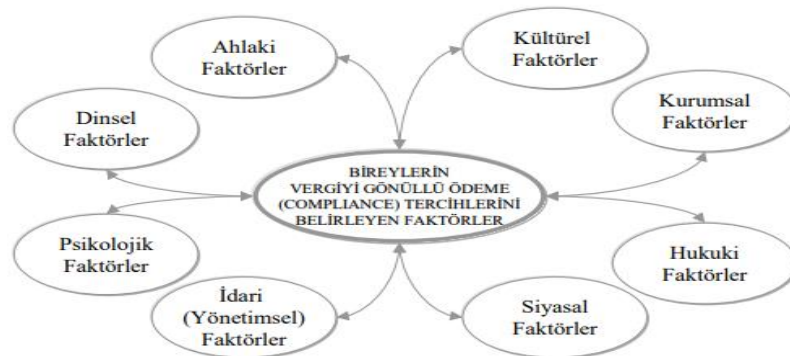 Ahlaki
Faktörler
Kültürel
Faktörler
Dinsel
Faktörler
Kurumsal
Faktörler
BİREYLERİN
VERGİYİ GÖNÜLLÜ ÖDEME
(COMPLIANCE) TERCİHLERİNİ
BELİRLEYEN FAKTÖRLER
Psikolojik
Faktörler
Hukuki
Faktörler
İdari
(Yönetimsel)
Faktörler
Siyasal
Faktörler